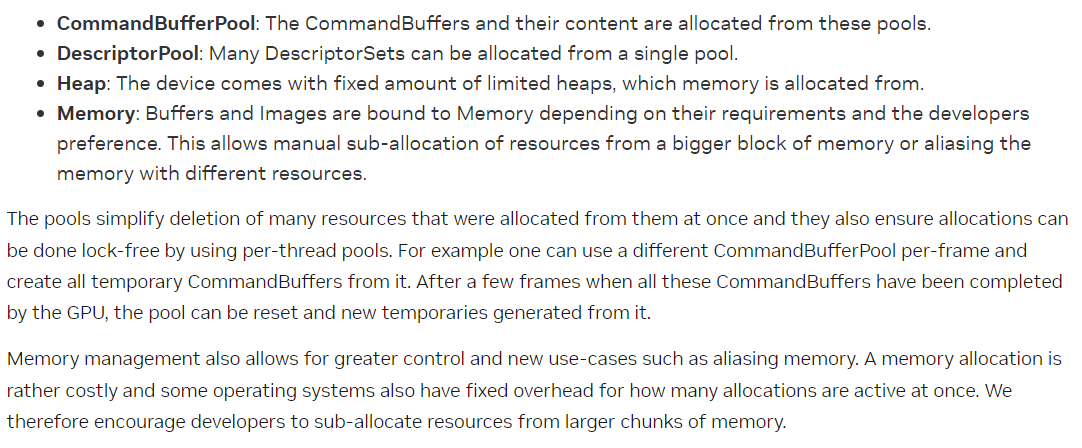 • CommandBufferPool: The CommandBuffers and their content are allocated from these pools.
• DescriptorPool: Many DescriptorSets can be allocated from a single pool.
• Heap: The device comes with fixed amount of limited heaps, which memory is allocated from.
• Memory: Buffers and Images are bound to Memory depending on their requirements and the developers
preference. This allows manual sub-allocation of resources from a bigger block of memory or aliasing the
memory with different resources.
The pools simplify deletion of many resources that were allocated from them at once and they also ensure allocations can
be done lock-free by using per-thread pools. For example one can use a different CommandBufferPool per-frame and
create all temporary CommandBuffers from it. After a few frames when all these CommandBuffers have been completed
by the GPU, the pool can be reset and new temporaries generated from it.
Memory management also allows for greater control and new use-cases such as aliasing memory. A memory allocation is
rather costly and some operating systems also have fixed overhead for how many allocations are active at once. We
therefore encourage developers to sub-allocate resources from larger chunks of memory.